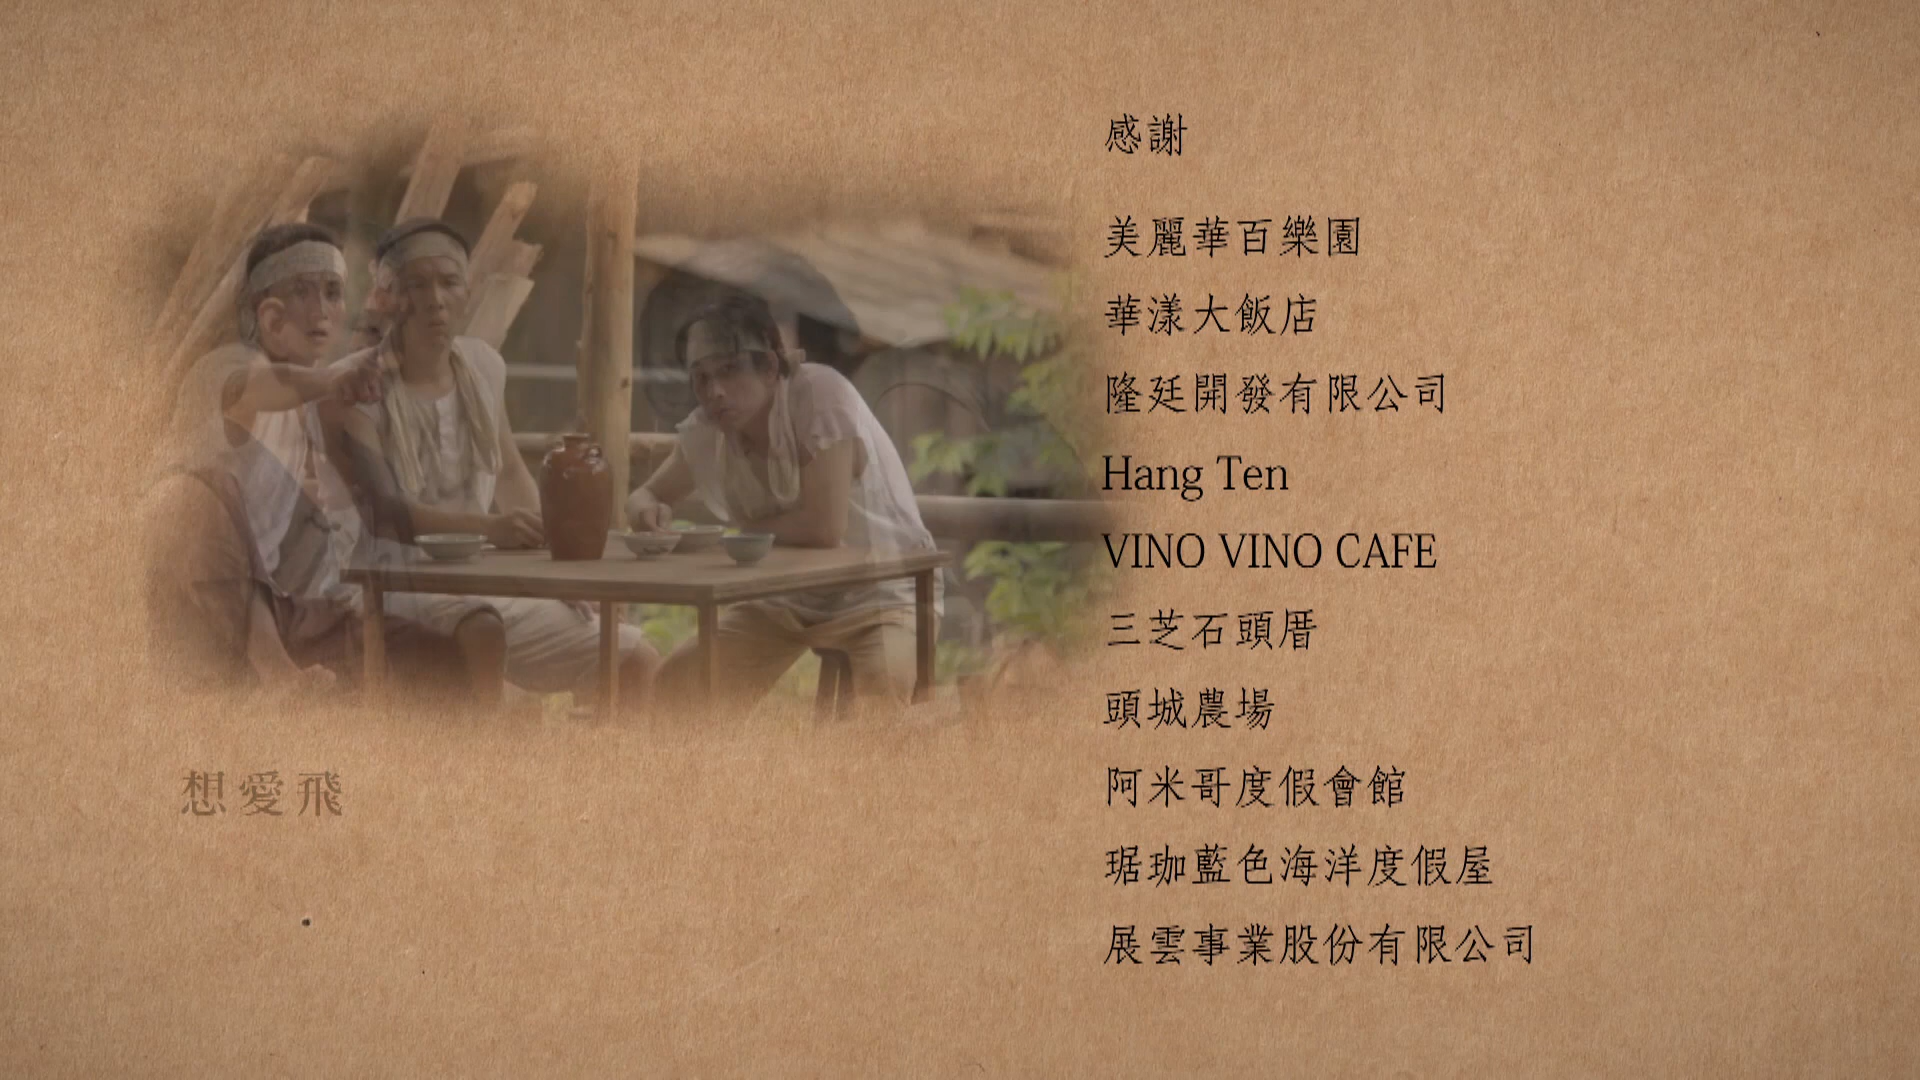 感謝
美麗華百樂園
華漾大飯店
隆廷開發有限公司
Hang Ten
VINO VINO CAFE
三芝石頭厝
頭城農場
阿米哥度假會館
琚珈藍色海洋度假屋
展雲事業股份有限公司
想愛飛